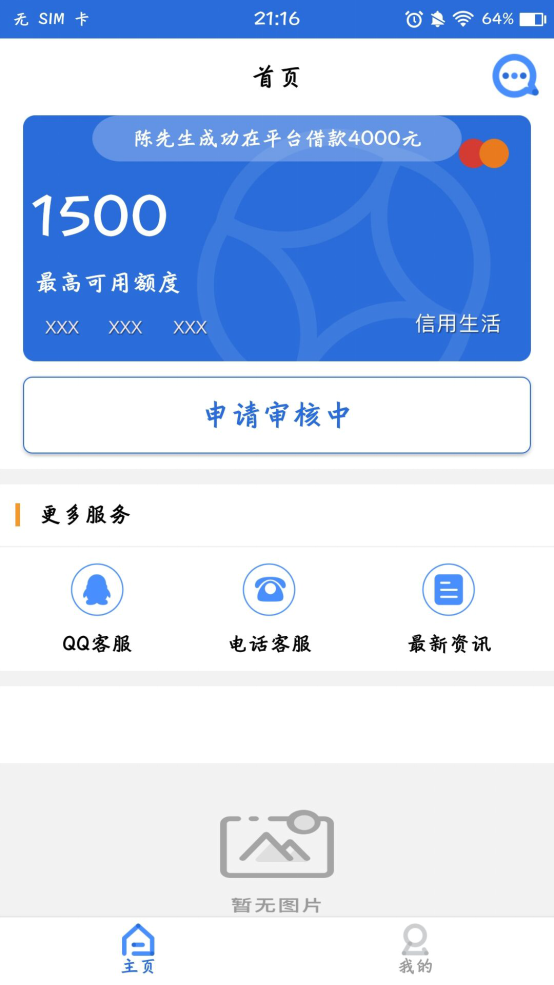 无 SIM 卡 21:16 64%
首页
陈先生成功在平台借款4000元
1500
最高可用额度
XXX XXX XXX 信用生活
申请审核中
更多服务
QQ客服 电话客服 最新资讯
暂无图片
主页 我的